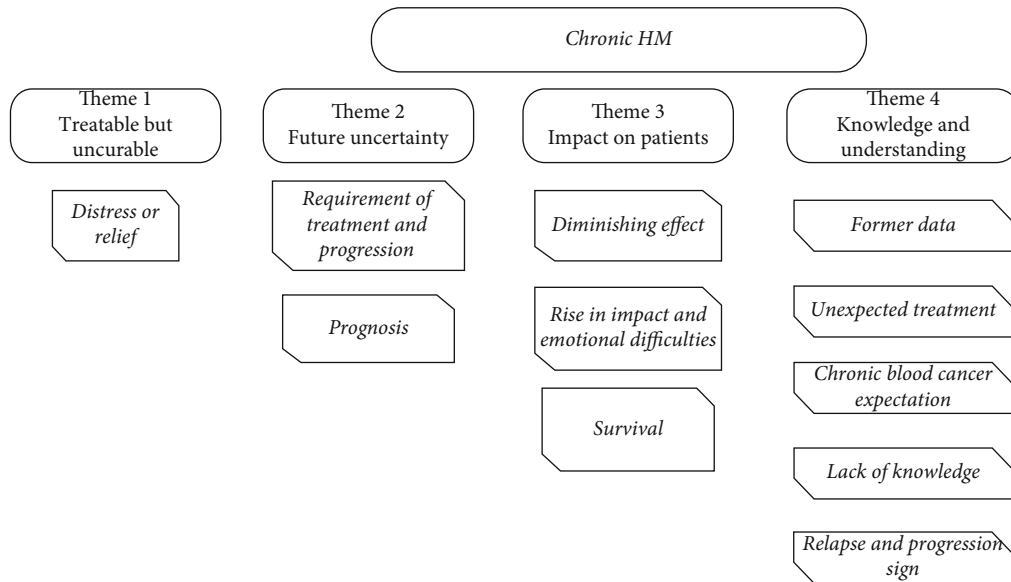 Chronic HM
Theme 1
Treatable but
uncurable
Distress or
relief
Theme 2
Future uncertainty
Requirement of
treatment and
progression
Prognosis
Theme 3
Impact on patients
Diminishing effect
Rise in impact and
emotional difficulties
Survival
Theme 4
Knowledge and
understanding
Former data
Unexpected treatment
Chronic blood cancer
expectation
Lack of knowledge
Relapse and progression
sign